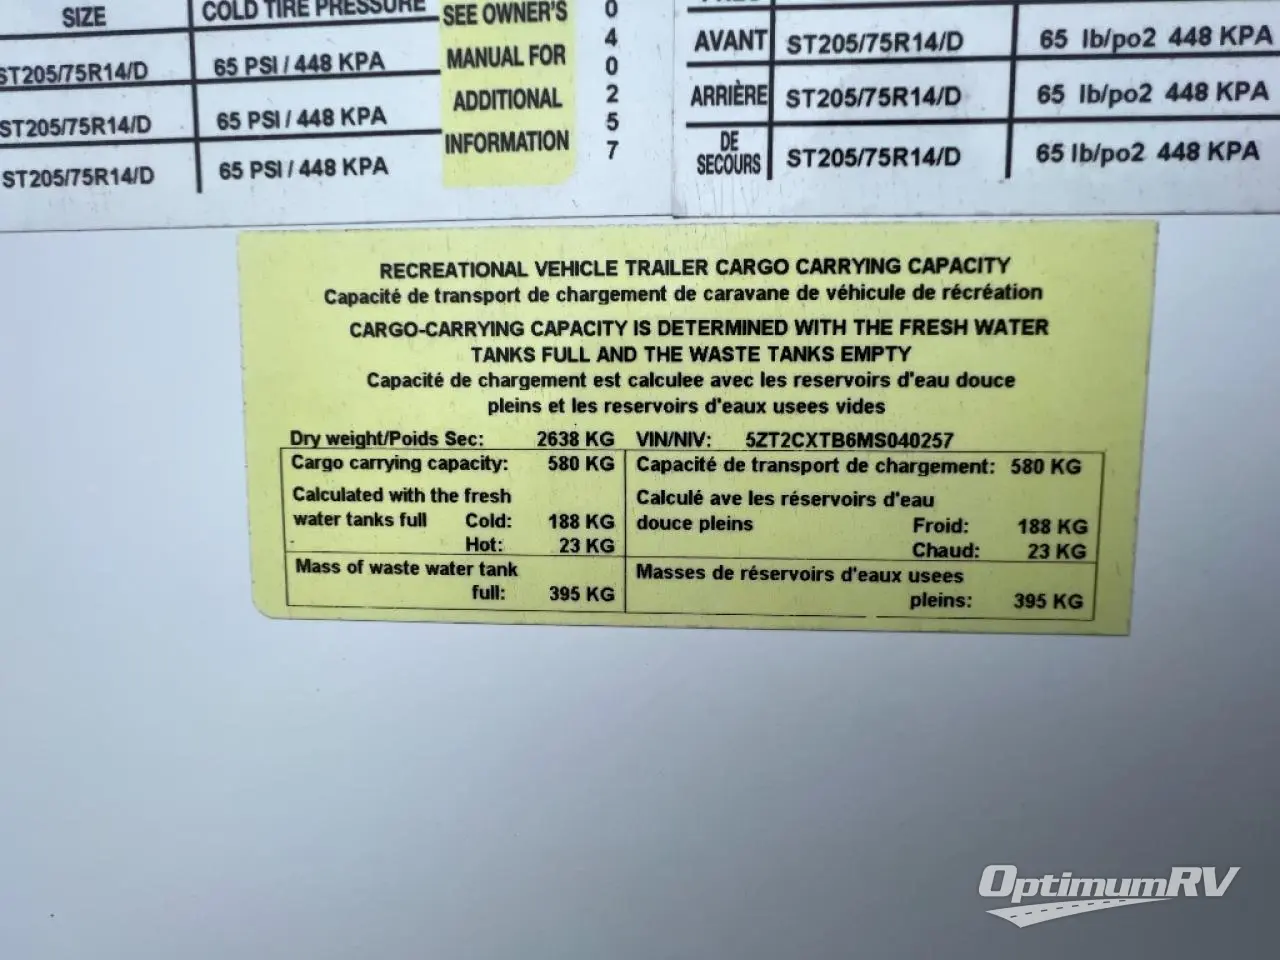 SIZE COLD TIRE PRESSURE
ST205/75R14/D 65 PSI / 448 KPA
ST205/75R14/D 65 PSI / 448 KPA
ST205/75R14/D 65 PSI / 448 KPA
SEE OWNER'S
MANUAL FOR
ADDITIONAL
INFORMATION
0
4
0
2
5
7
AVANT ST205/75R14/D 65 lb/po2 448 KPA
ARRIÈRE ST205/75R14/D 65 lb/po2 448 KPA
DE
SECOURS ST205/75R14/D 65 lb/po2 448 KPA
RECREATIONAL VEHICLE TRAILER CARGO CARRYING CAPACITY
Capacité de transport de chargement de caravane de véhicule de récréation
CARGO-CARRYING CAPACITY IS DETERMINED WITH THE FRESH WATER
TANKS FULL AND THE WASTE TANKS EMPTY
Capacité de chargement est calculee avec les reservoirs d'eau douce
pleins et les reservoirs d'eaux usees vides
Dry weight/Poids Sec: 2638 KG VIN/NIV: 5ZT2CXTB6MS040257
Cargo carrying capacity: 580 KG
Calculated with the fresh
water tanks full Cold: 188 KG
Hot: 23 KG
Mass of waste water tank
full: 395 KG
Capacité de transport de chargement: 580 KG
Calculé ave les réservoirs d'eau
douce pleins Froid: 188 KG
Chaud: 23 KG
Masses de réservoirs d'eaux usees
pleins: 395 KG
OptimumRV